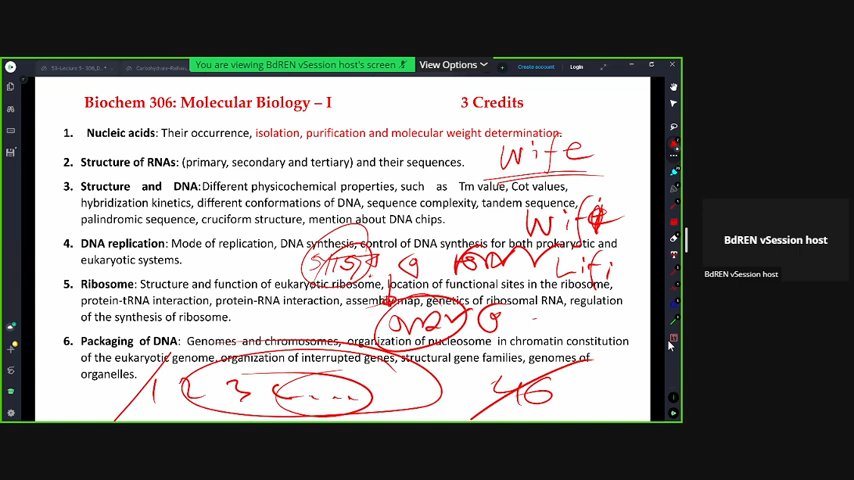 53-Lecture 5- 306_D...
You are viewing BdREN vSession host's screen
View Options
Create account
Login
Biochem 306: Molecular Biology – I 3 Credits
1. Nucleic acids: Their occurrence, isolation, purification and molecular weight determination.
wife
2. Structure of RNAs: (primary, secondary and tertiary) and their sequences.
3. Structure and DNA: Different physicochemical properties, such as Tm value, Cot values,
hybridization kinetics, different conformations of DNA, sequence complexity, tandem sequence,
palindromic sequence, cruciform structure, mention about DNA chips.
4. DNA replication: Mode of replication, DNA synthesis, control of DNA synthesis for both prokaryotic and
eukaryotic systems.
5. Ribosome: Structure and function of eukaryotic ribosome, location of functional sites in the ribosome,
protein-tRNA interaction, protein-RNA interaction, assembly map, genetics of ribosomal RNA, regulation
of the synthesis of ribosome.
6. Packaging of DNA: Genomes and chromosomes, organization of nucleosome in chromatin constitution
of the eukaryotic genome, organization of interrupted genes, structural gene families, genomes of
organelles.
1 2 3 .... 46
BdREN vSession host
BdREN vSession host